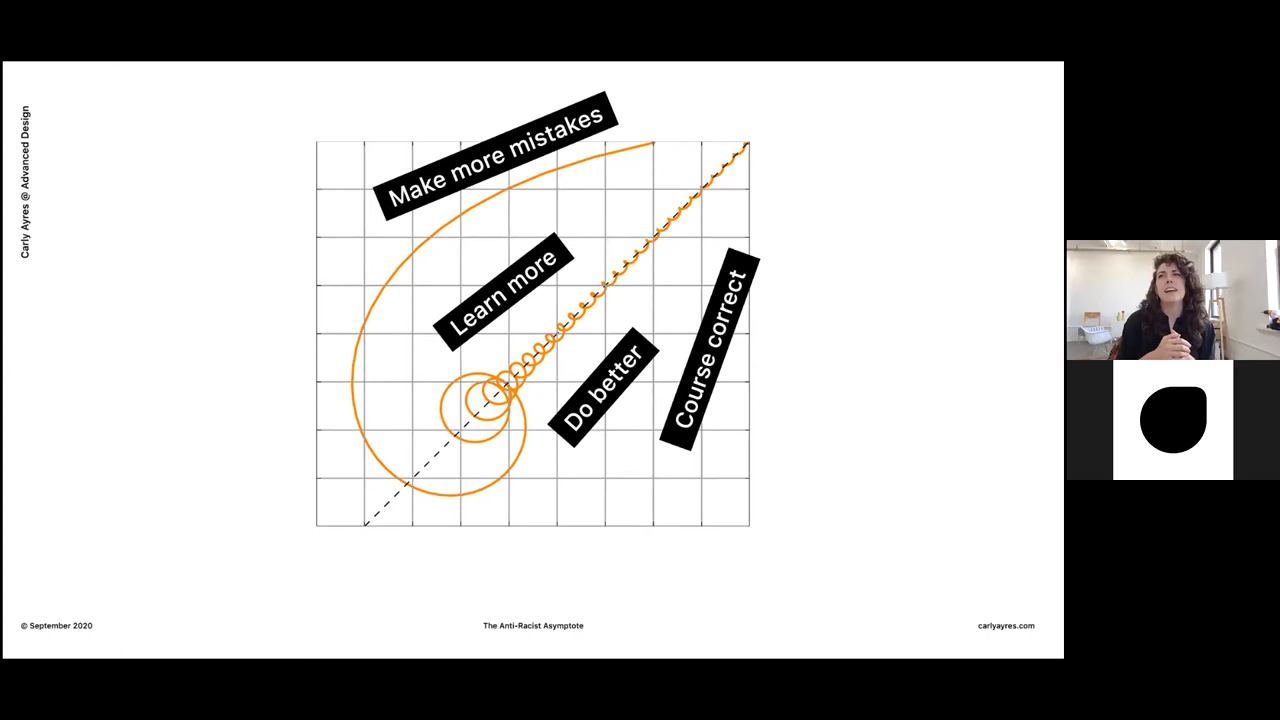 Carly Ayres @ Advanced Design
Make more mistakes
Learn more
Do better
Course correct
© September 2020
The Anti-Racist Asymptote
carlyayres.com